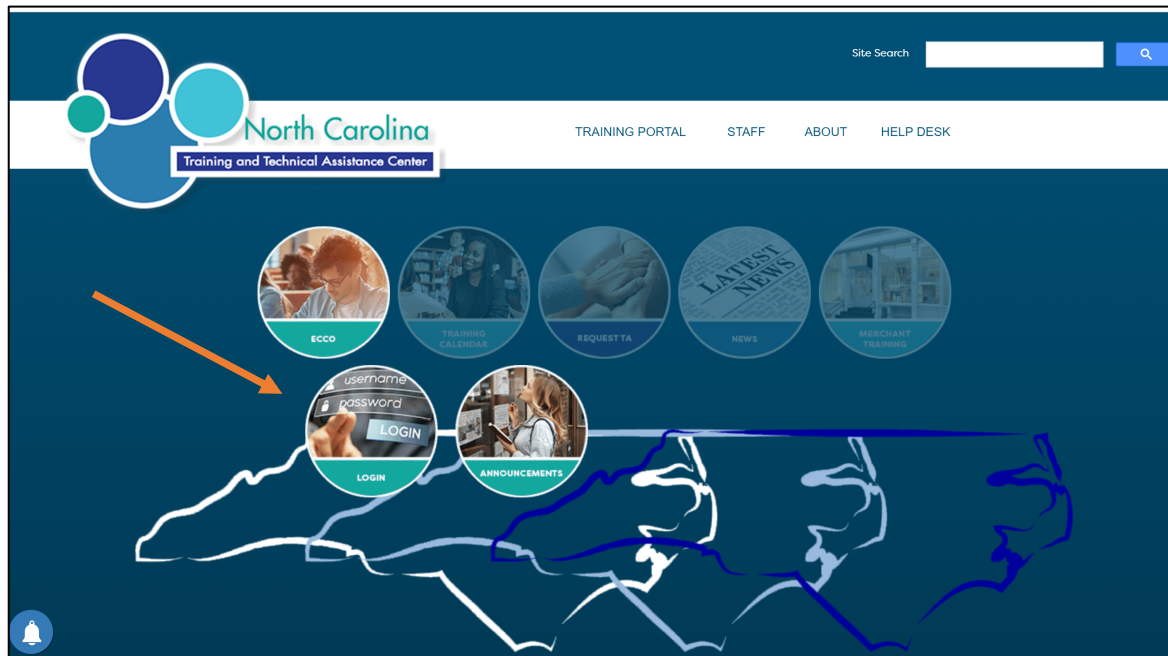 Site Search
North Carolina
Training and Technical Assistance Center
TRAINING PORTAL STAFF ABOUT HELP DESK
LATEST
NEWS
ECCO
TRAINING
CALENDAR
REQUEST TA
NEWS
MERCHANT
TRAINING
username
password
LOGIN
LOGIN
ANNOUNCEMENTS